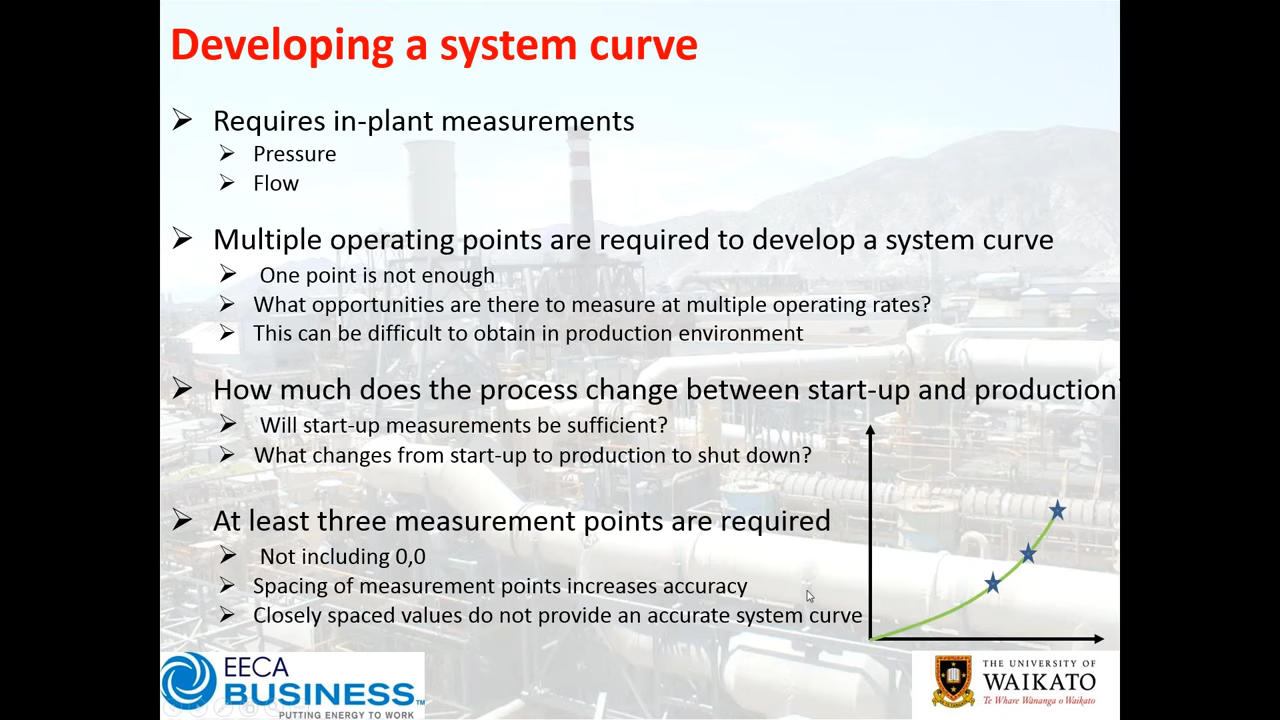 Developing a system curve
Requires in-plant measurements
Pressure
Flow
Multiple operating points are required to develop a system curve
One point is not enough
What opportunities are there to measure at multiple operating rates?
This can be difficult to obtain in production environment
How much does the process change between start-up and production?
Will start-up measurements be sufficient?
What changes from start-up to production to shut down?
At least three measurement points are required
Not including 0,0
Spacing of measurement points increases accuracy
Closely spaced values do not provide an accurate system curve
EECA
BUSINESS™
PUTTING ENERGY TO WORK
THE UNIVERSITY OF
WAIKATO
Te Whare Wānanga o Waikato